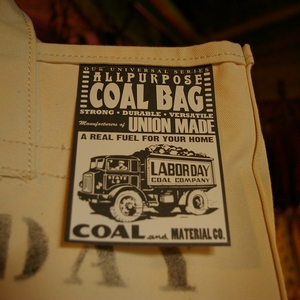 OUR UNIVERSAL SERIES
ALLPURPOSE
COAL BAG
STRONG • DURABLE • VERSATILE
Manufacturers of UNION MADE
A REAL FUEL FOR YOUR HOME
LABOR DAY
COAL COMPANY
COAL and MATERIAL CO.
DAY